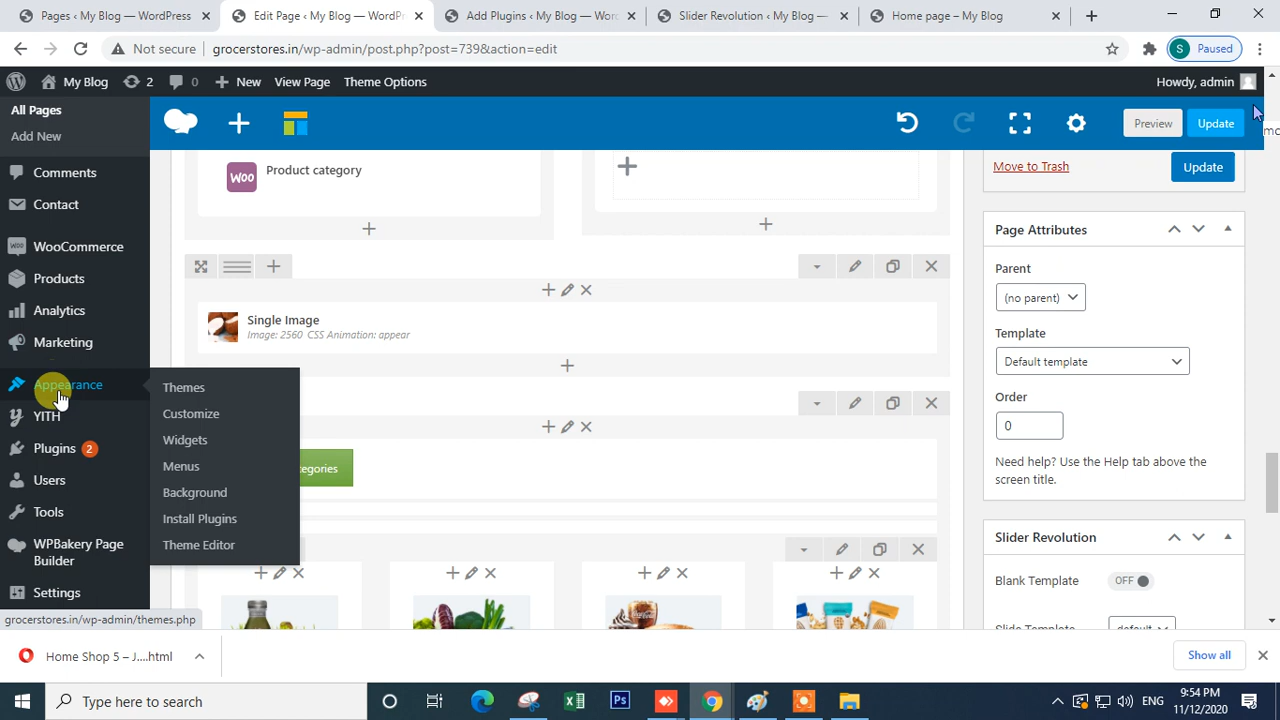 Pages ‹ My Blog — WordPress
Edit Page ‹ My Blog — WordPr
Add Plugins ‹ My Blog — Wor
Slider Revolution ‹ My Blog —
Home page – My Blog
Not secure
grocerstores.in/wp-admin/post.php?post=739&action=edit
S Paused
My Blog
2
0
New
View Page
Theme Options
Howdy, admin
All Pages
Add New
Comments
Contact
WooCommerce
Products
Analytics
Marketing
Appearance
YITH
Plugins 2
Users
Tools
WPBakery Page
Builder
Settings
Themes
Customize
Widgets
Menus
Background
Install Plugins
Theme Editor
Preview
Update
WOO
Product category
Single Image
Image: 2560 CSS Animation: appear
egories
Move to Trash
Update
Page Attributes
Parent
(no parent)
Template
Default template
Order
0
Need help? Use the Help tab above the
screen title.
Slider Revolution
Blank Template
OFF
Slide Template
default
grocerstores.in/wp-admin/themes.php
Home Shop 5 – J....html
Show all
Type here to search
ENG
9:54 PM
11/12/2020